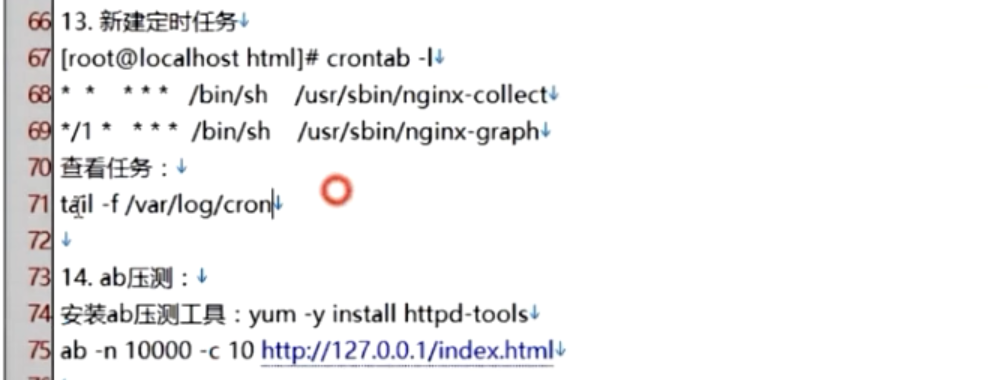 66 13. 新建定时任务↓
67 [root@localhost html]# crontab -l↓
68 * * * * * /bin/sh /usr/sbin/nginx-collect↓
69 */1 * * * * /bin/sh /usr/sbin/nginx-graph↓
70 查看任务：↓
71 tail -f /var/log/cron↓
72 ↓
73 14. ab压测：↓
74 安装ab压测工具：yum -y install httpd-tools↓
75 ab -n 10000 -c 10 http://127.0.0.1/index.html↓